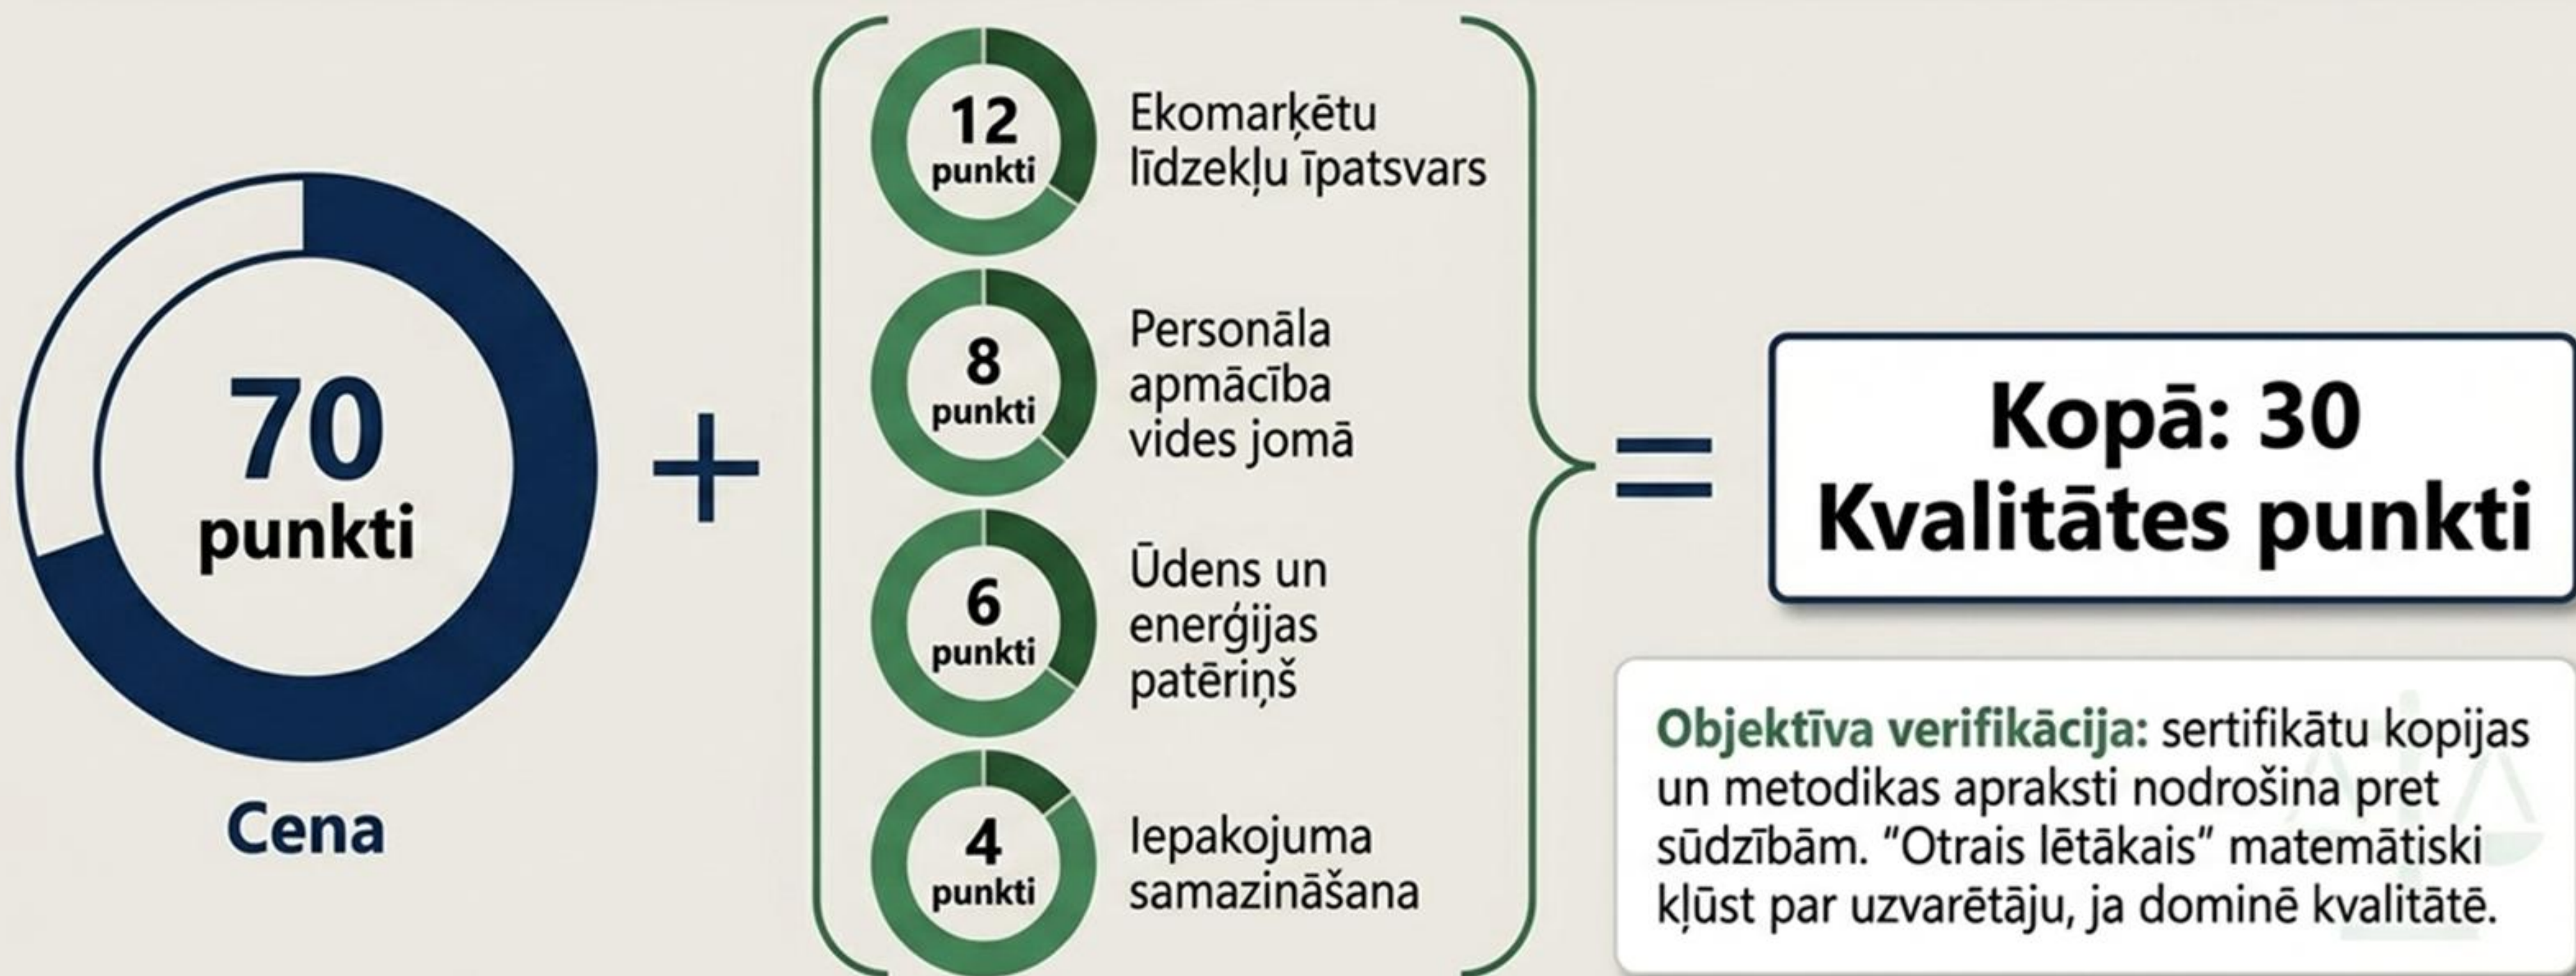 70
punkti
Cena
+
12
punkti
Ekomarķētu
līdzekļu īpatsvars
8
punkti
Personāla
apmācība
vides jomā
6
punkti
Ūdens un
enerģijas
patēriņš
4
punkti
Iepakojuma
samazināšana
=
Kopā: 30
Kvalitātes punkti
Objektīva verifikācija: sertifikātu kopijas
un metodikas apraksti nodrošina pret
sūdzībām. "Otrais lētākais" matemātiski
kļūst par uzvarētāju, ja dominē kvalitātē.